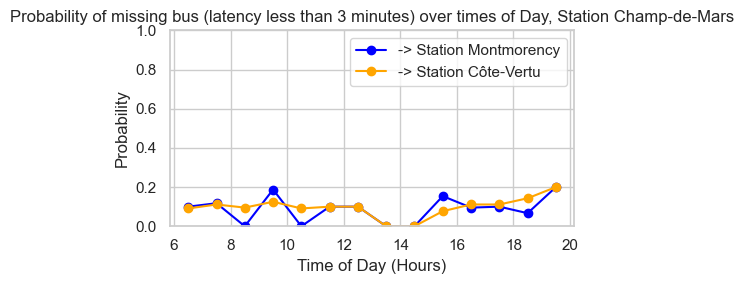 Probability of missing bus (latency less than 3 minutes) over times of Day, Station Champ-de-Mars
1.0
-> Station Montmorency
-> Station Côte-Vertu
0.8
0.6
0.4
0.2
0.0
Probability
6 8 10 12 14 16 18 20
Time of Day (Hours)